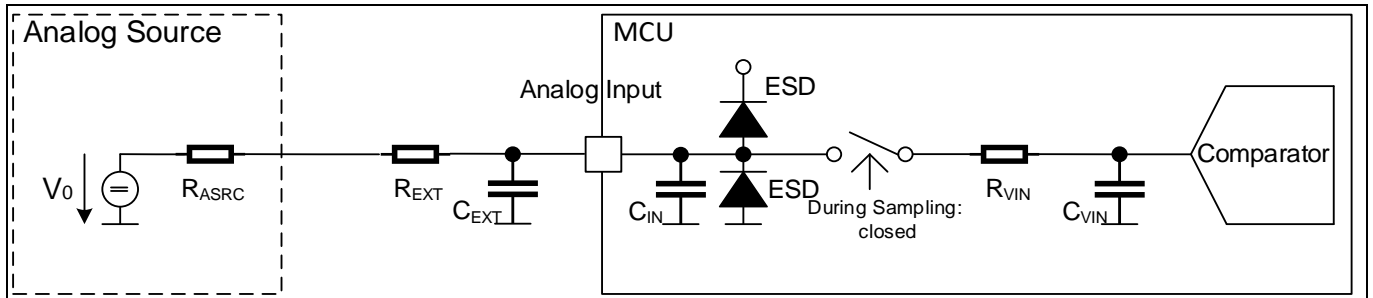 Analog Source
MCU
Analog Input
ESD
V0
=
RASRC
REXT
CEXT
CIN
ESD
During Sampling:
closed
RVIN
CVIN
Comparator